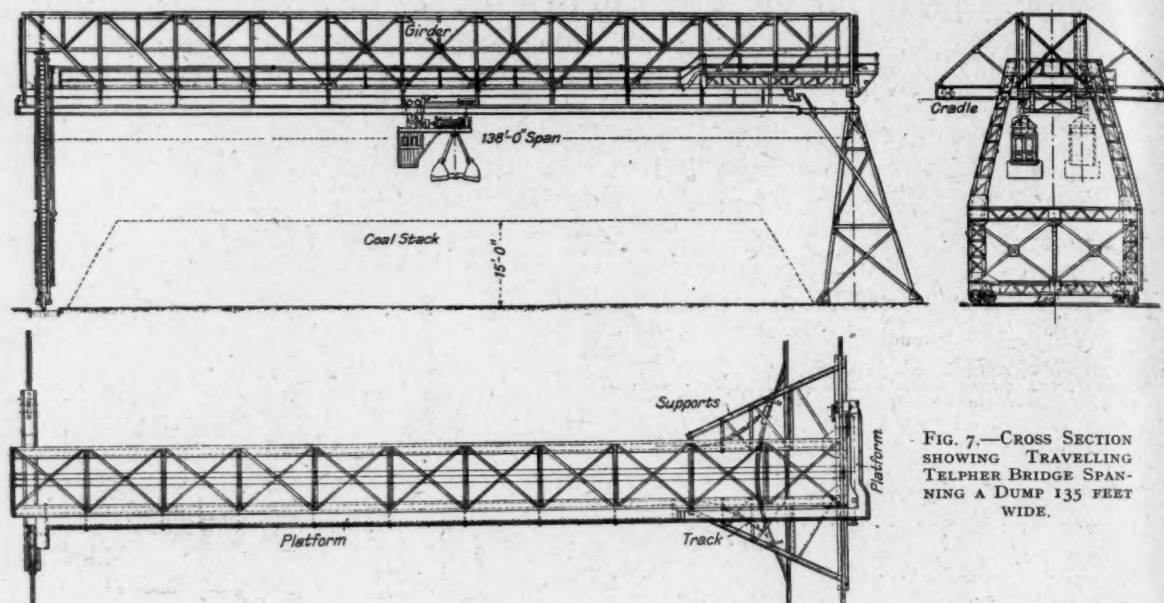 Girder
Cradle
138'-0" Span
Coal Stack
15'-0"
Supports
Platform
FIG. 7.—CROSS SECTION
SHOWING TRAVELLING
TELPHER BRIDGE SPAN-
NING A DUMP 135 FEET
WIDE.
Track
Platform